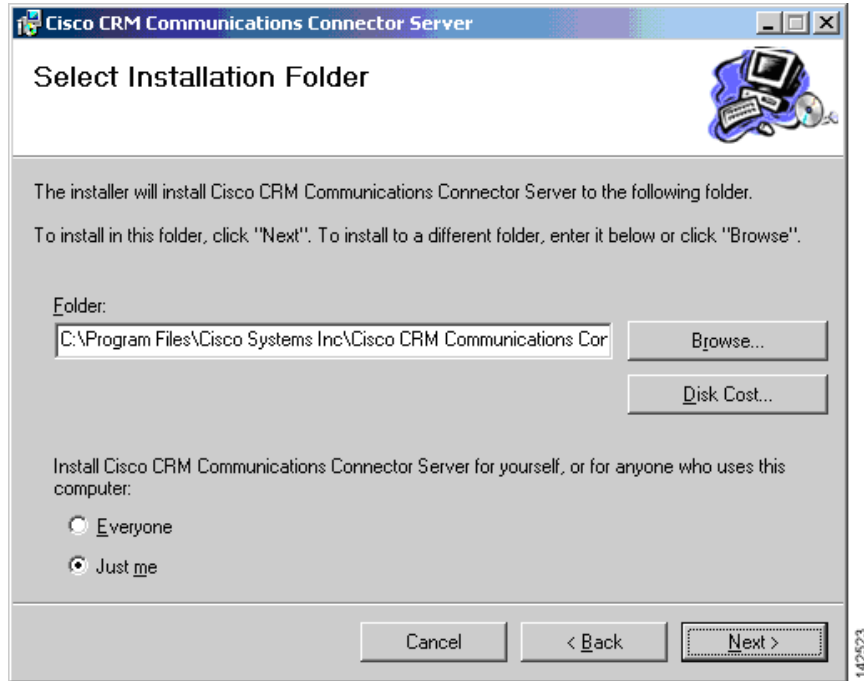 Cisco CRM Communications Connector Server
Select Installation Folder
The installer will install Cisco CRM Communications Connector Server to the following folder.
To install in this folder, click "Next". To install to a different folder, enter it below or click "Browse".
Folder:
C:\Program Files\Cisco Systems Inc\Cisco CRM Communications Cor
Browse...
Disk Cost...
Install Cisco CRM Communications Connector Server for yourself, or for anyone who uses this
computer:
Everyone
Just me
Cancel
< Back
Next >
142523